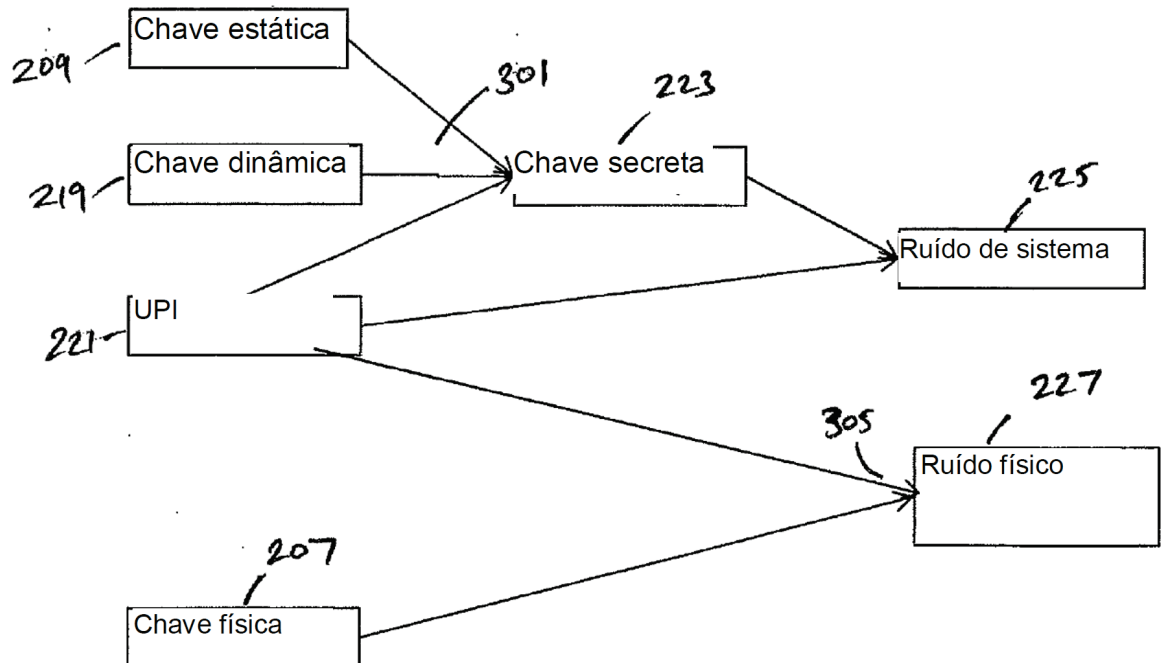 Chave estática
209
301
223
Chave dinâmica
Chave secreta
219
225
Ruído de sistema
UPI
221
227
305
Ruído físico
207
Chave física